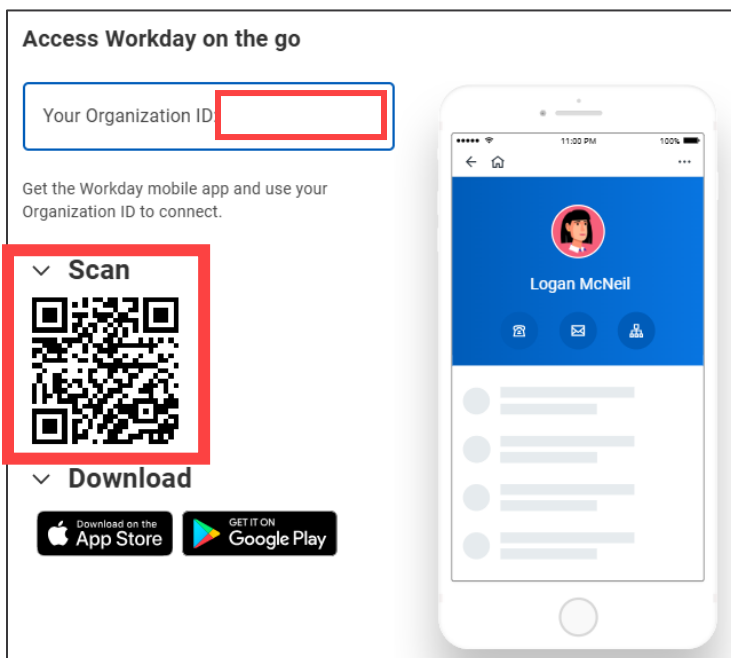 Access Workday on the go
Your Organization ID:
Get the Workday mobile app and use your
Organization ID to connect.
Scan
Download
Download on the
App Store
GET IT ON
Google Play
11:00 PM
100%
Logan McNeil